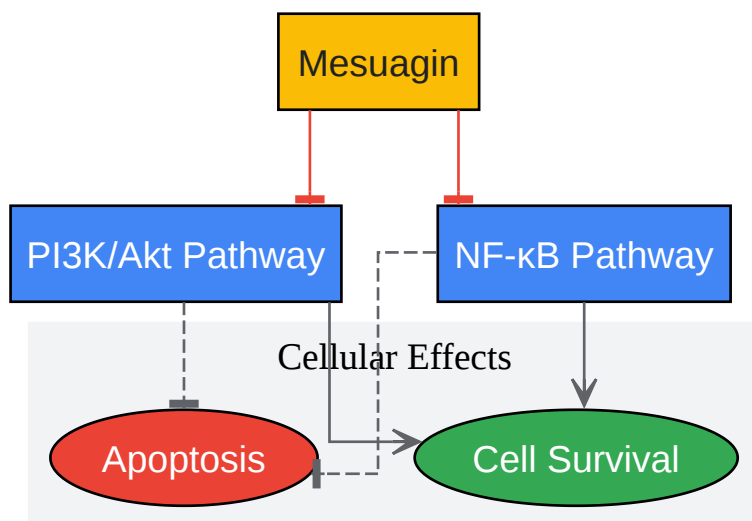 Mesuagin
PI3K/Akt Pathway
NF-κB Pathway
Cellular Effects
Apoptosis
Cell Survival